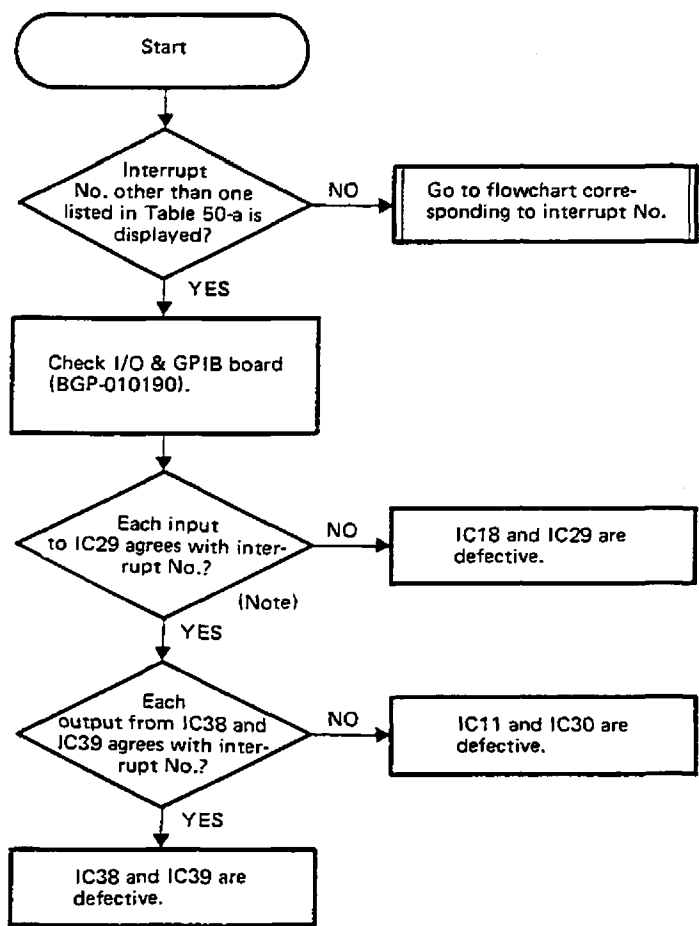 Start
Interrupt
No. other than one
listed in Table 50-a is
displayed?
NO
Go to flowchart corre-
sponding to interrupt No.
YES
Check I/O & GPIB board
(BGP-010190).
Each input
to IC29 agrees with inter-
rupt No.?
NO
IC18 and IC29 are
defective.
(Note)
YES
Each
output from IC38 and
IC39 agrees with inter-
rupt No.?
NO
IC11 and IC30 are
defective.
YES
IC38 and IC39 are
defective.